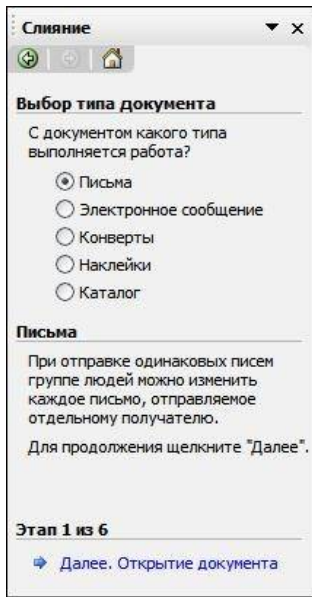 Слияние
Выбор типа документа
С документом какого типа
выполняется работа?
Письма
Электронное сообщение
Конверты
Наклейки
Каталог
Письма
При отправке одинаковых писем
группе людей можно изменить
каждое письмо, отправляемое
отдельному получателю.
Для продолжения щелкните "Далее".
Этап 1 из 6
Далее. Открытие документа